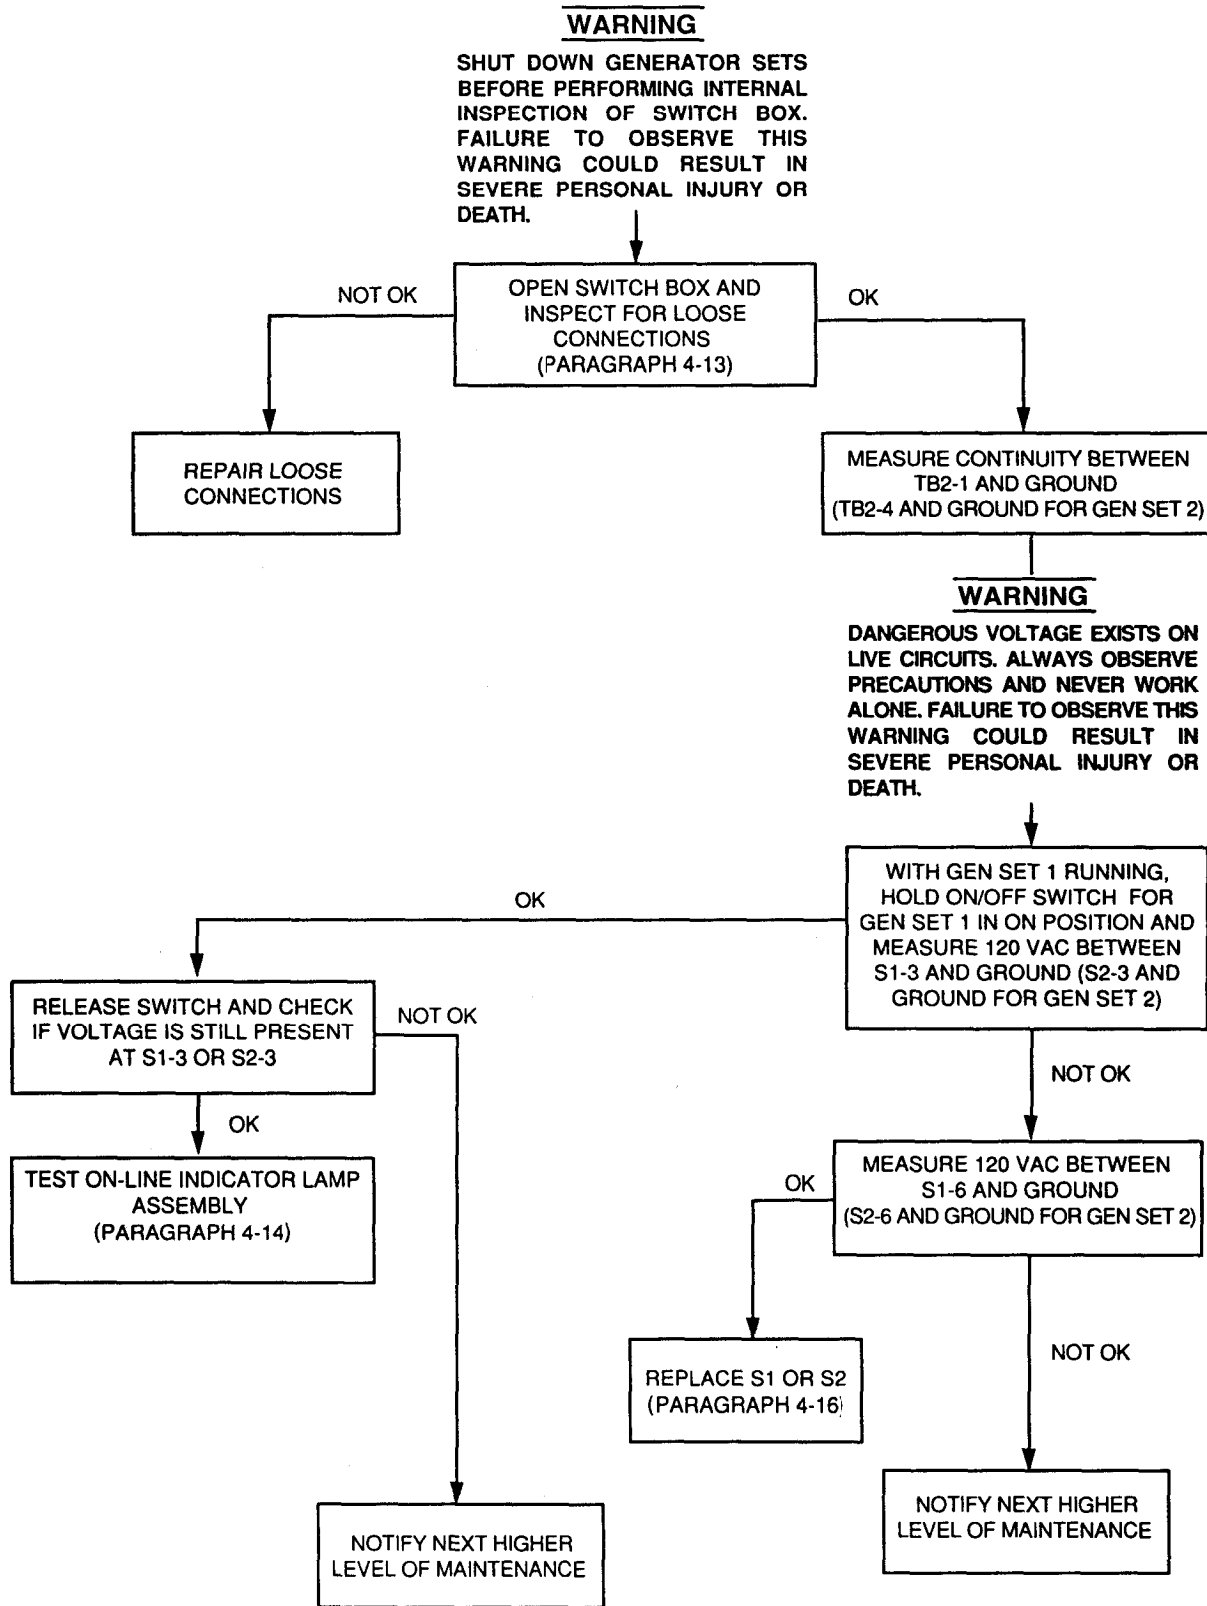 WARNING
SHUT DOWN GENERATOR SETS
BEFORE PERFORMING INTERNAL
INSPECTION OF SWITCH BOX.
FAILURE TO OBSERVE THIS
WARNING COULD RESULT IN
SEVERE PERSONAL INJURY OR
DEATH.
NOT OK
OPEN SWITCH BOX AND
INSPECT FOR LOOSE
CONNECTIONS
(PARAGRAPH 4-13)
OK
REPAIR LOOSE
CONNECTIONS
MEASURE CONTINUITY BETWEEN
TB2-1 AND GROUND
(TB2-4 AND GROUND FOR GEN SET 2)
WARNING
DANGEROUS VOLTAGE EXISTS ON
LIVE CIRCUITS. ALWAYS OBSERVE
PRECAUTIONS AND NEVER WORK
ALONE. FAILURE TO OBSERVE THIS
WARNING COULD RESULT IN
SEVERE PERSONAL INJURY OR
DEATH.
WITH GEN SET 1 RUNNING,
HOLD ON/OFF SWITCH FOR
GEN SET 1 IN ON POSITION AND
MEASURE 120 VAC BETWEEN
S1-3 AND GROUND (S2-3 AND
GROUND FOR GEN SET 2)
OK
RELEASE SWITCH AND CHECK
IF VOLTAGE IS STILL PRESENT
AT S1-3 OR S2-3
NOT OK
NOT OK
OK
TEST ON-LINE INDICATOR LAMP
ASSEMBLY
(PARAGRAPH 4-14)
OK
MEASURE 120 VAC BETWEEN
S1-6 AND GROUND
(S2-6 AND GROUND FOR GEN SET 2)
REPLACE S1 OR S2
(PARAGRAPH 4-16)
NOT OK
NOTIFY NEXT HIGHER
LEVEL OF MAINTENANCE
NOTIFY NEXT HIGHER
LEVEL OF MAINTENANCE